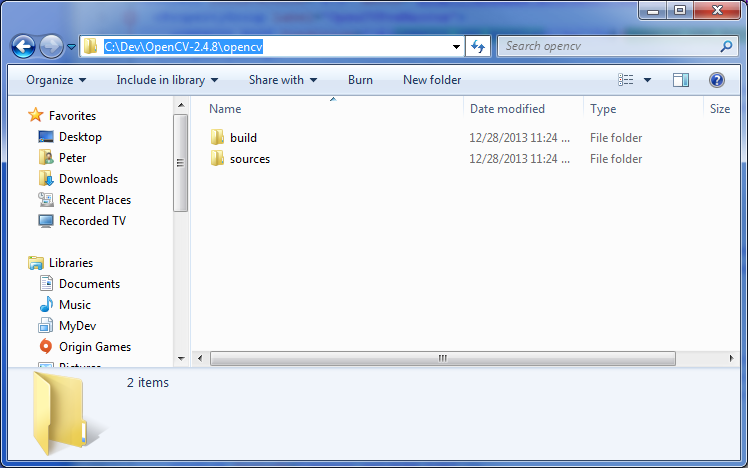 C:\Dev\OpenCV-2.4.8\opencv
Search opencv
Organize Include in library Share with Burn New folder
Name Date modified Type Size
build 12/28/2013 11:24 ... File folder
sources 12/28/2013 11:24 ... File folder
Favorites
Desktop
Peter
Downloads
Recent Places
Recorded TV
Libraries
Documents
Music
MyDev
Origin Games
Pictures
2 items